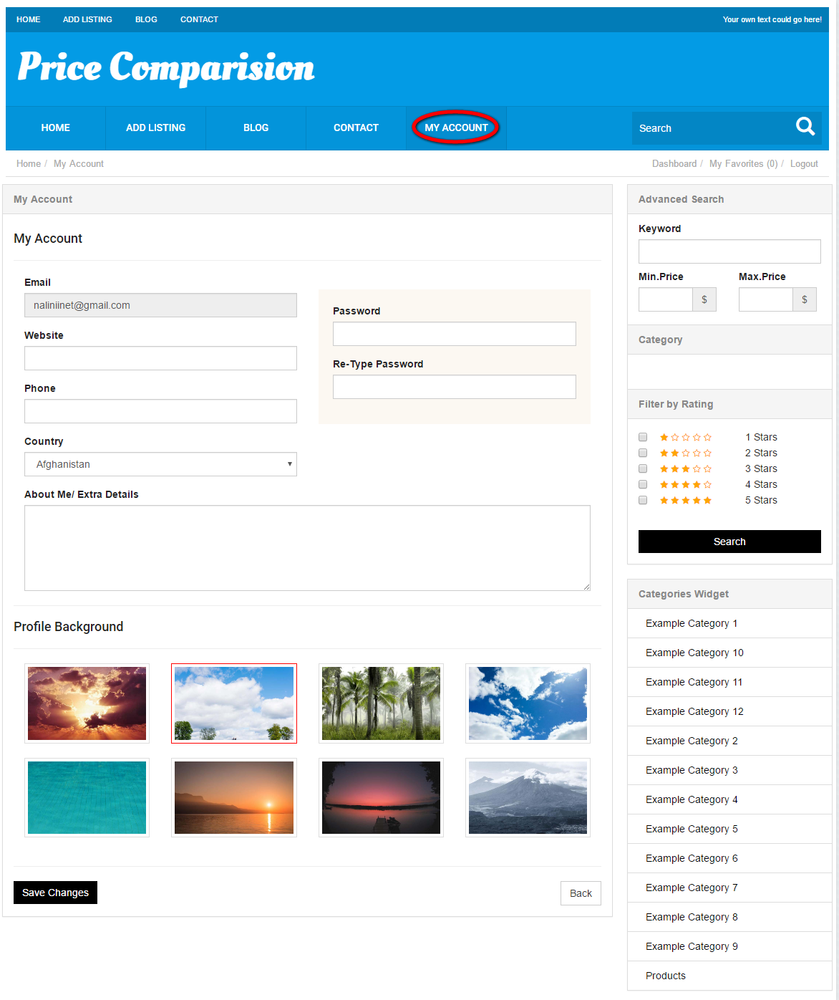 HOME ADD LISTING BLOG CONTACT Your own text could go here!
Price Comparision
HOME ADD LISTING BLOG CONTACT MY ACCOUNT Search
Home / My Account Dashboard / My Favorites (0) / Logout
My Account
My Account
Email
naliniinet@gmail.com
Website
Phone
Country
Afghanistan
About Me/ Extra Details
Password
Re-Type Password
Profile Background
Save Changes Back
Advanced Search
Keyword
Min.Price Max.Price
$ $
Category
Filter by Rating
1 Stars
2 Stars
3 Stars
4 Stars
5 Stars
Search
Categories Widget
Example Category 1
Example Category 10
Example Category 11
Example Category 12
Example Category 2
Example Category 3
Example Category 4
Example Category 5
Example Category 6
Example Category 7
Example Category 8
Example Category 9
Products